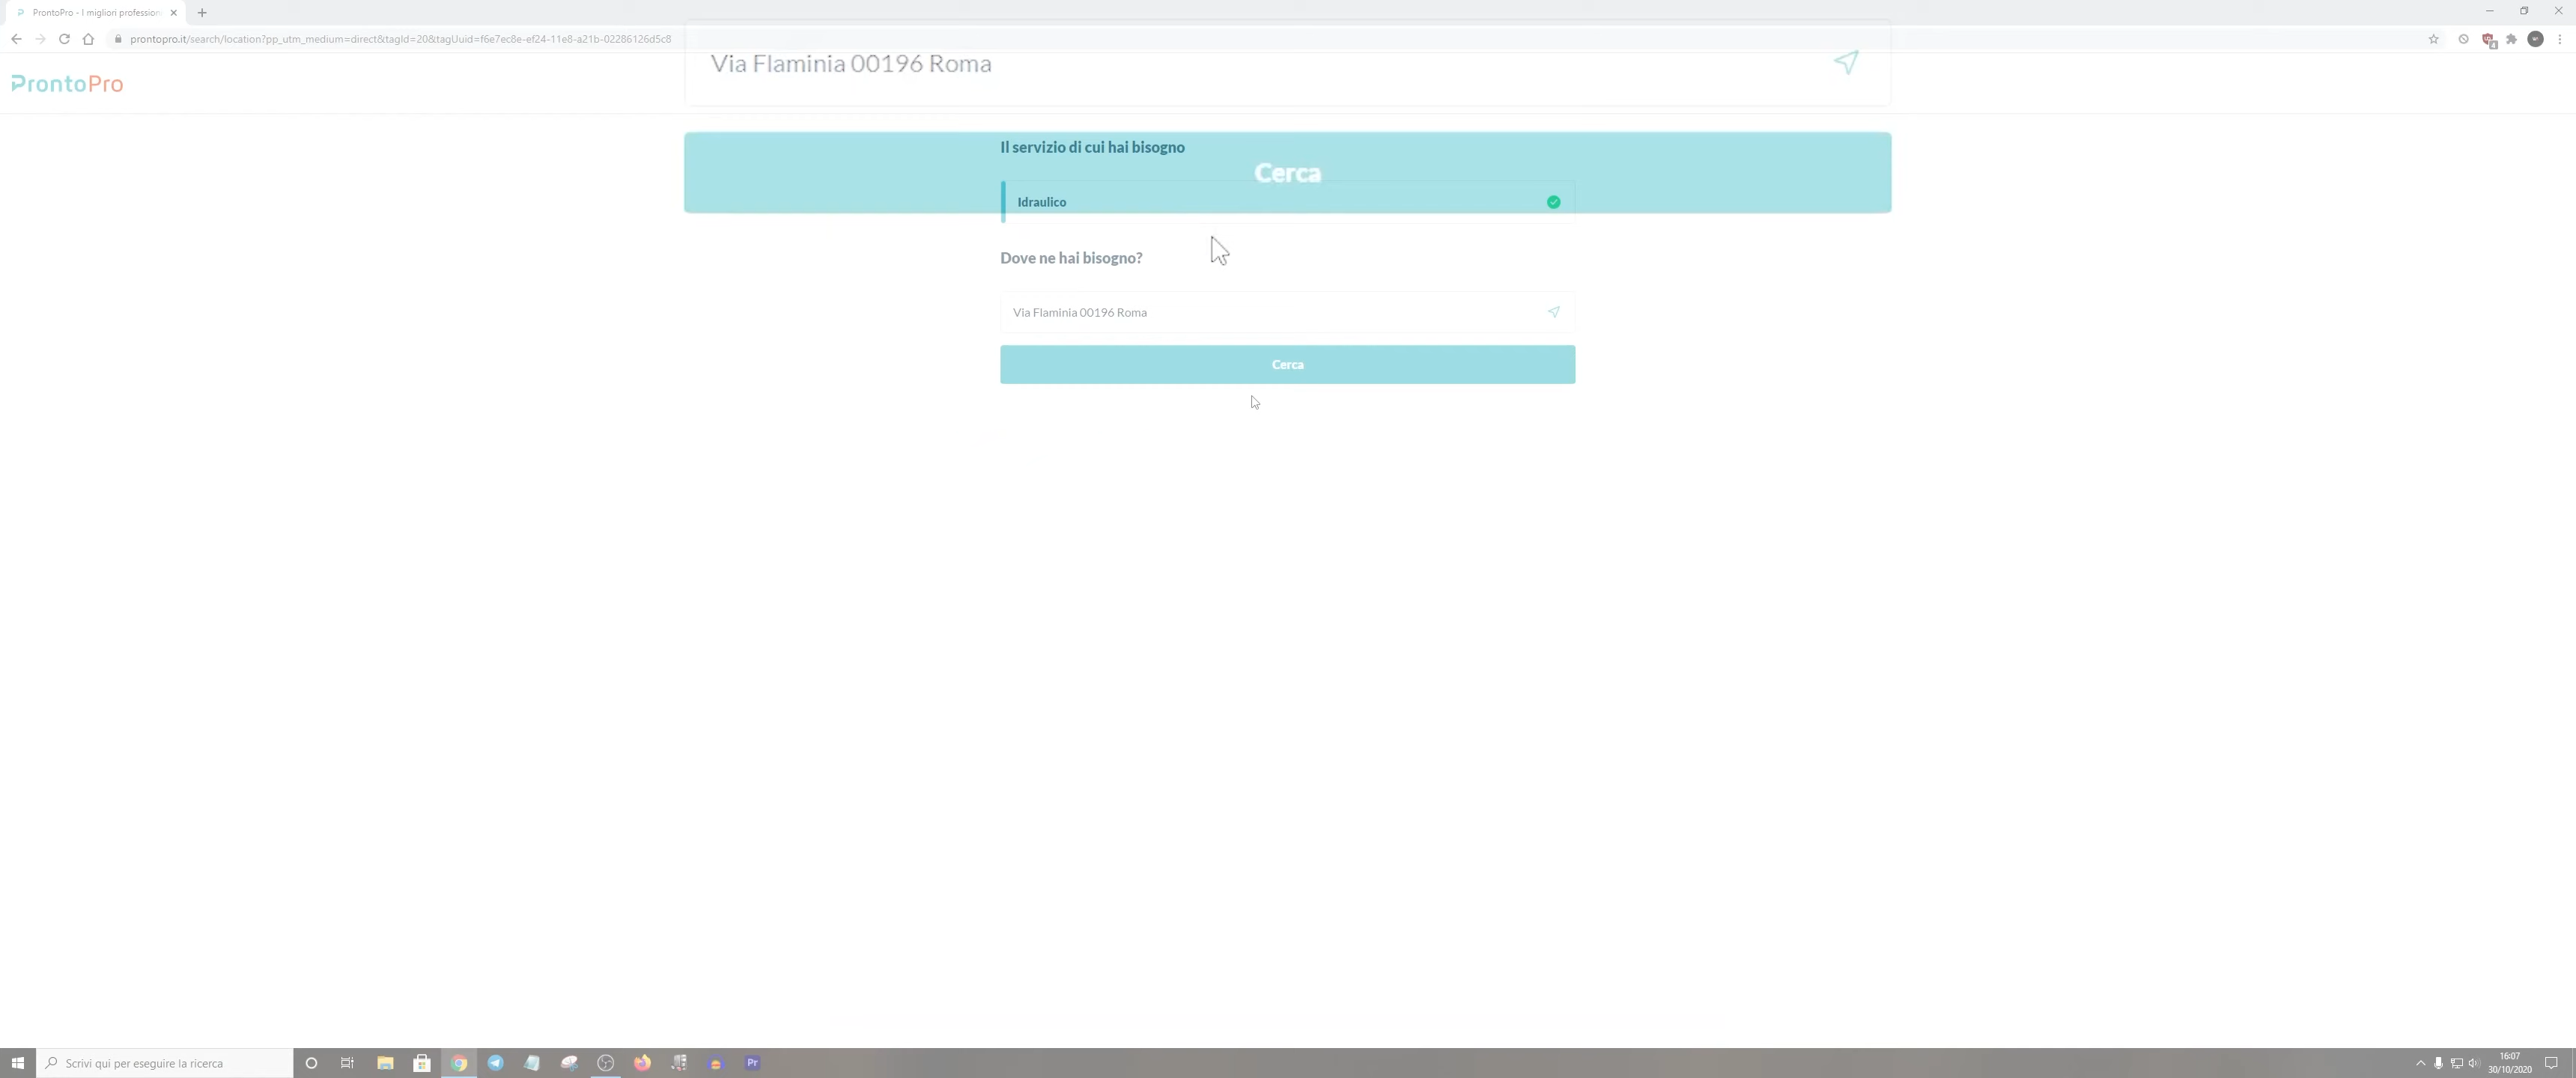 ProntoPro - I migliori profession
prontopro.it/search/location?pp_utm_medium=direct&tagId=20&tagUuid=f6e7ec8e-ef24-11e8-a21b-02286126d5c8
Via Flaminia 00196 Roma
ProntoPro
Il servizio di cui hai bisogno
Cerca
Idraulico
Dove ne hai bisogno?
Via Flaminia 00196 Roma
Cerca
Scrivi qui per eseguire la ricerca
Pr
16:07
30/10/2020